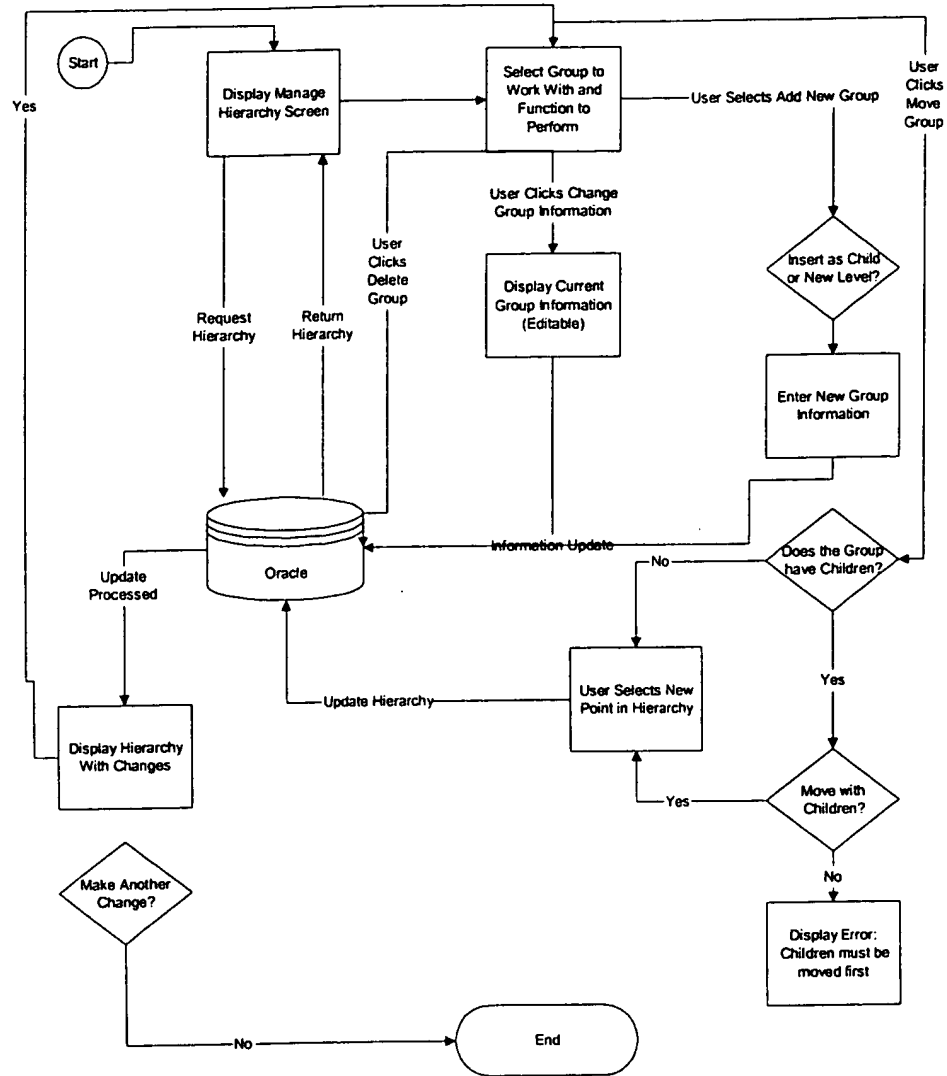 Start
Yes
Display Manage
Hierarchy Screen
Select Group to
Work With and
Function to
Perform
User Selects Add New Group
User
Clicks
Move
Group
User Clicks Change
Group Information
User
Clicks
Delete
Group
Insert as Child
or New Level?
Display Current
Group Information
(Editable)
Request
Hierarchy
Return
Hierarchy
Enter New Group
Information
Information Update
Oracle
Does the Group
have Children?
No
Update
Processed
Yes
User Selects New
Point in Hierarchy
Update Hierarchy
Display Hierarchy
With Changes
Move with
Children?
Yes
No
Make Another
Change?
Display Error:
Children must be
moved first
No
End